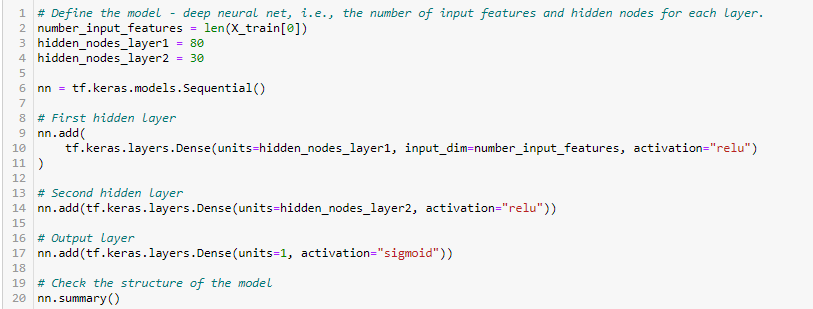 1 # Define the model - deep neural net, i.e., the number of input features and hidden nodes for each layer.
2 number_input_features = len(X_train[0])
3 hidden_nodes_layer1 = 80
4 hidden_nodes_layer2 = 30
5
6 nn = tf.keras.models.Sequential()
7
8 # First hidden layer
9 nn.add(
10     tf.keras.layers.Dense(units=hidden_nodes_layer1, input_dim=number_input_features, activation="relu")
11 )
12
13 # Second hidden layer
14 nn.add(tf.keras.layers.Dense(units=hidden_nodes_layer2, activation="relu"))
15
16 # Output layer
17 nn.add(tf.keras.layers.Dense(units=1, activation="sigmoid"))
18
19 # Check the structure of the model
20 nn.summary()